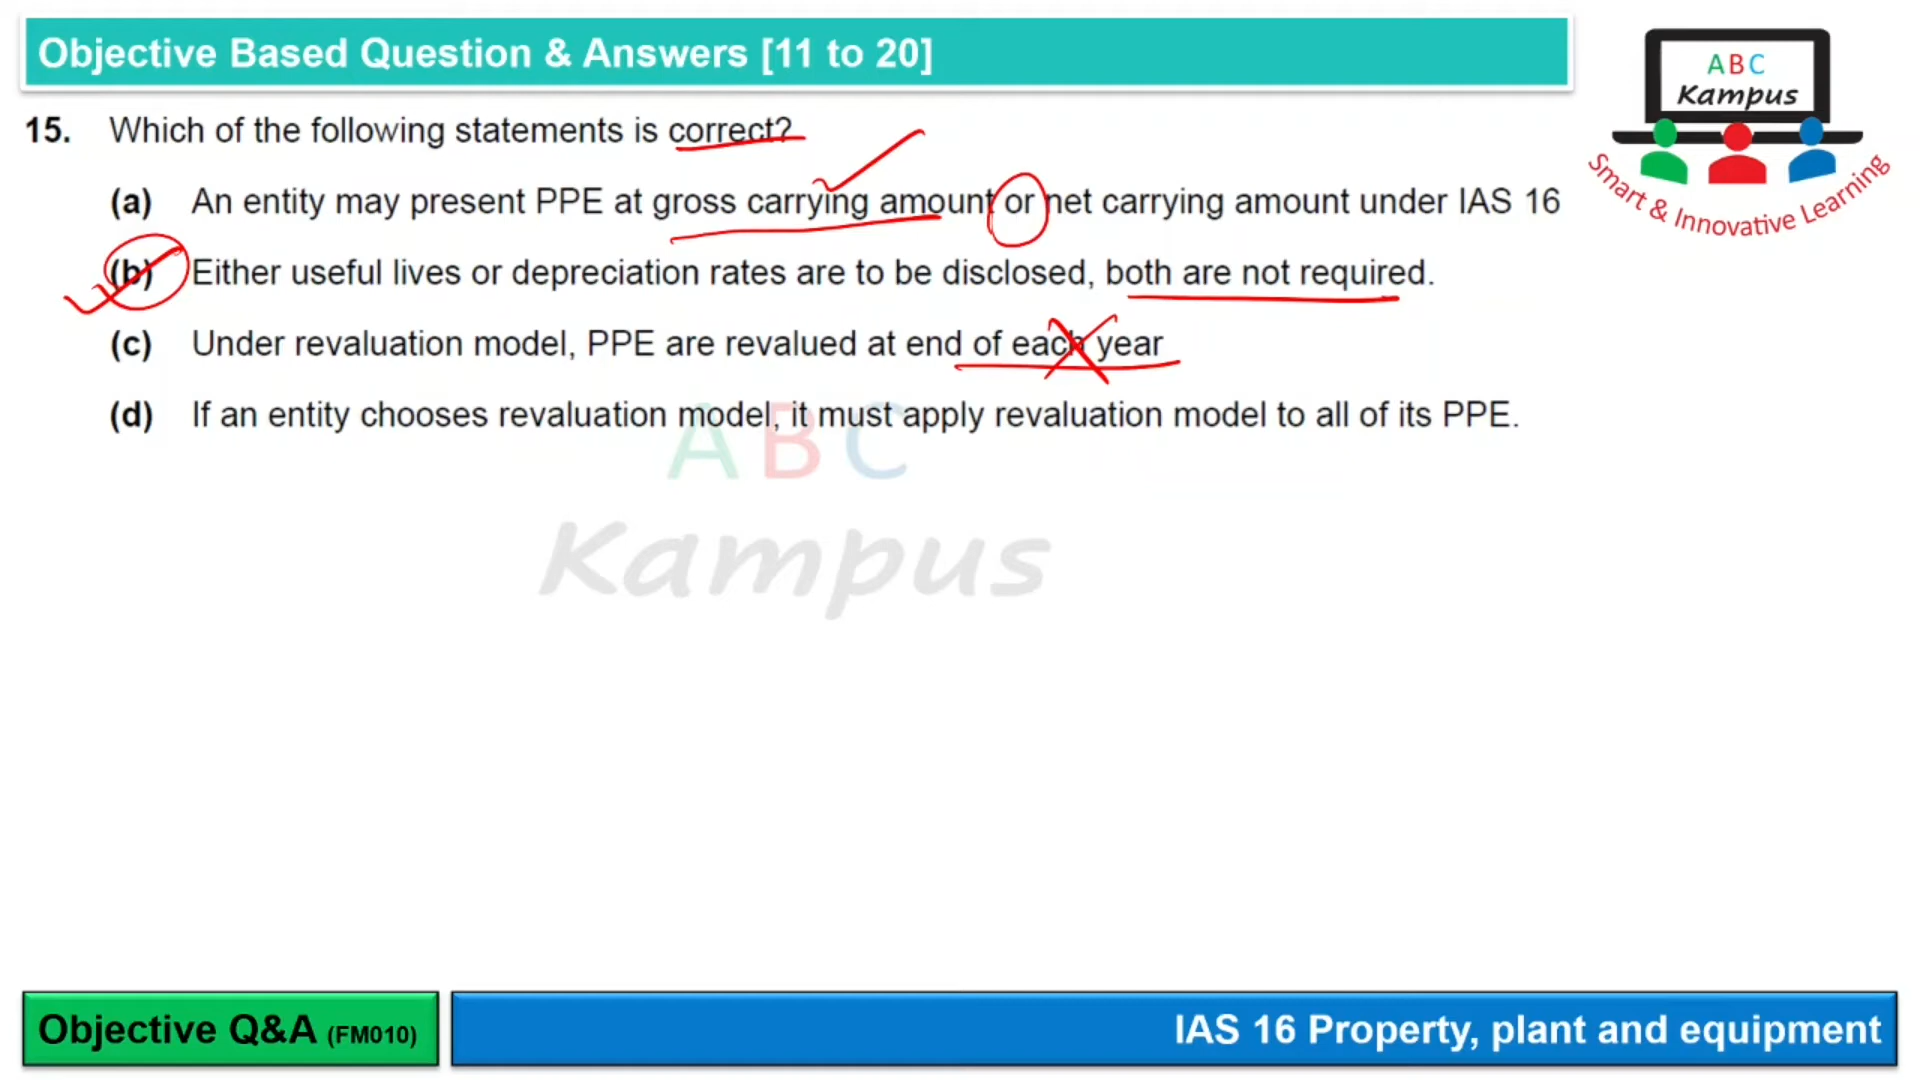 Objective Based Question & Answers [11 to 20]
ABC
Kampus
Smart & Innovative Learning
15. Which of the following statements is correct?
(a) An entity may present PPE at gross carrying amount or net carrying amount under IAS 16
(b) Either useful lives or depreciation rates are to be disclosed, both are not required.
(c) Under revaluation model, PPE are revalued at end of each year
(d) If an entity chooses revaluation model, it must apply revaluation model to all of its PPE.
ABC
Kampus
Objective Q&A (FM010)
IAS 16 Property, plant and equipment